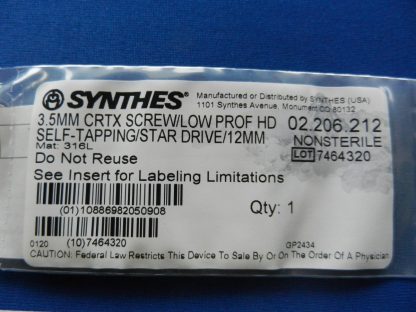 SYNTHES®
Manufactured or Distributed by SYNTHES (USA)
1101 Synthes Avenue, Monument CO 80132
3.5MM CRTX SCREW/LOW PROF HD 02.206.212
SELF-TAPPING/STAR DRIVE/12MM NONSTERILE
Mat: 316L LOT 7464320
Do Not Reuse
See Insert for Labeling Limitations
(01)10886982050908 Qty: 1
0120 (10)7464320 GP2434
CAUTION: Federal Law Restricts This Device To Sale By Or On The Order Of A Physician